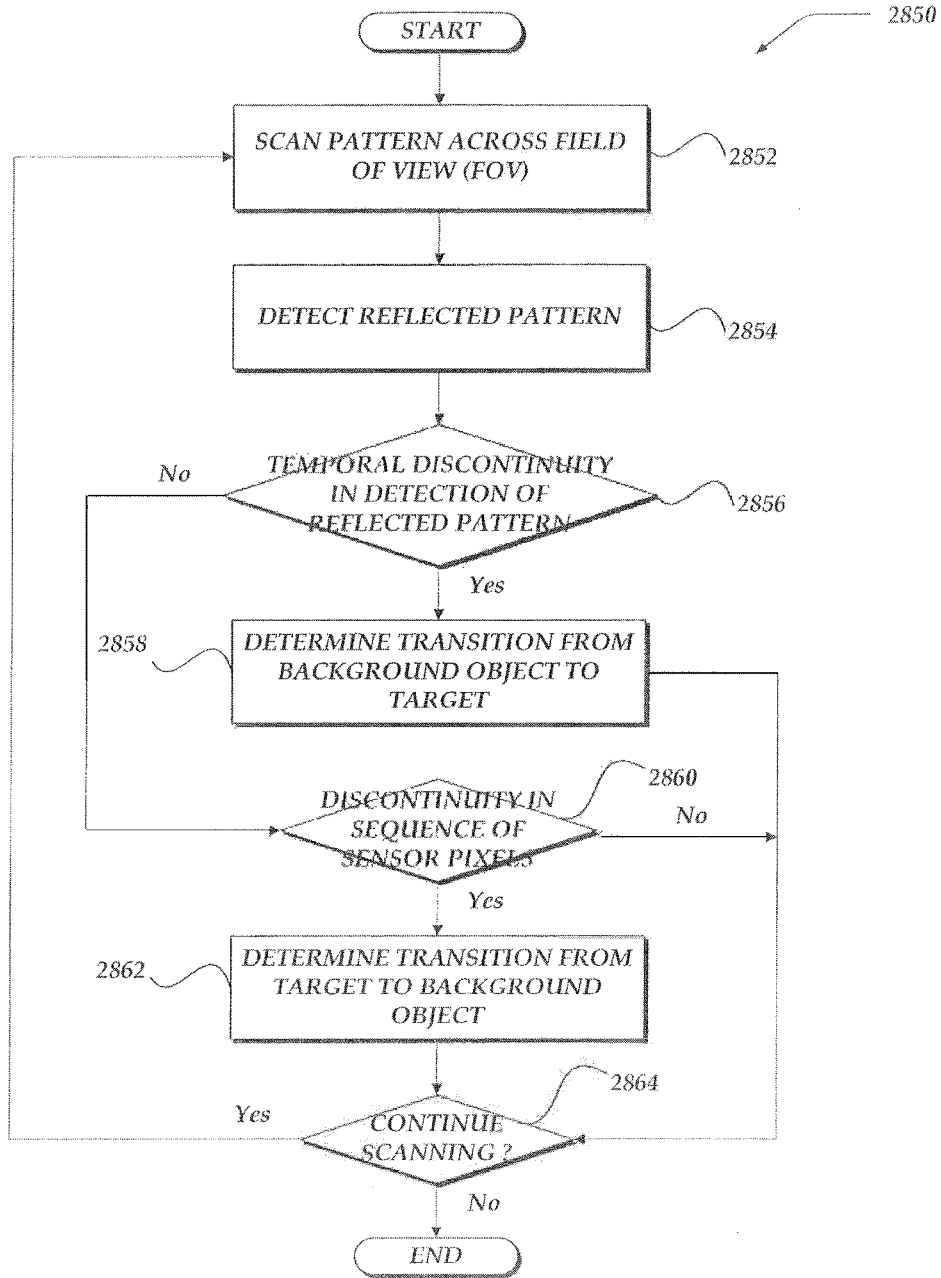 2850
START
SCAN PATTERN ACROSS FIELD
OF VIEW (FOV)
2852
DETECT REFLECTED PATTERN
2854
No
TEMPORAL DISCONTINUITY
IN DETECTION OF
REFLECTED PATTERN
2856
Yes
2858
DETERMINE TRANSITION FROM
BACKGROUND OBJECT TO
TARGET
2860
DISCONTINUITY IN
SEQUENCE OF
SENSOR PIXELS
No
Yes
2862
DETERMINE TRANSITION FROM
TARGET TO BACKGROUND
OBJECT
2864
Yes
CONTINUE
SCANNING ?
No
END